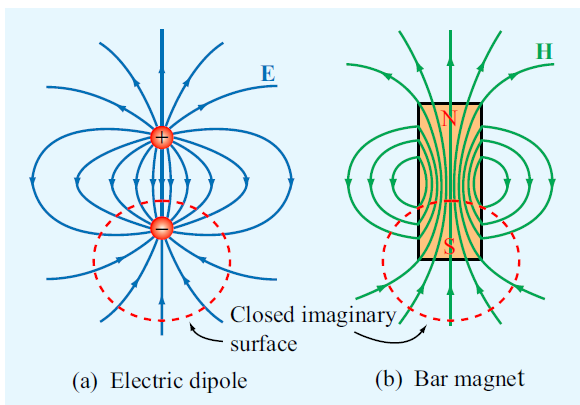 E
H
+
N
−
S
Closed imaginary
surface
(a) Electric dipole
(b) Bar magnet